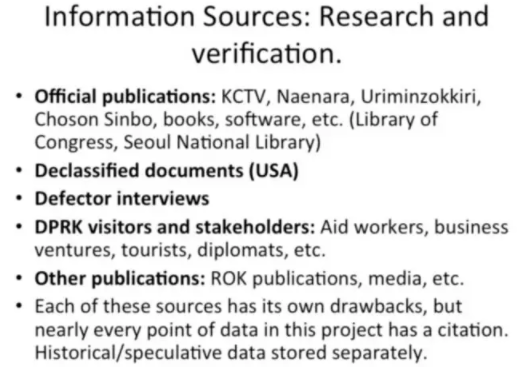 Information Sources: Research and
verification.
• Official publications: KCTV, Naenara, Uriminzokkiri,
Choson Sinbo, books, software, etc. (Library of
Congress, Seoul National Library)
• Declassified documents (USA)
• Defector interviews
• DPRK visitors and stakeholders: Aid workers, business
ventures, tourists, diplomats, etc.
• Other publications: ROK publications, media, etc.
• Each of these sources has its own drawbacks, but
nearly every point of data in this project has a citation.
Historical/speculative data stored separately.